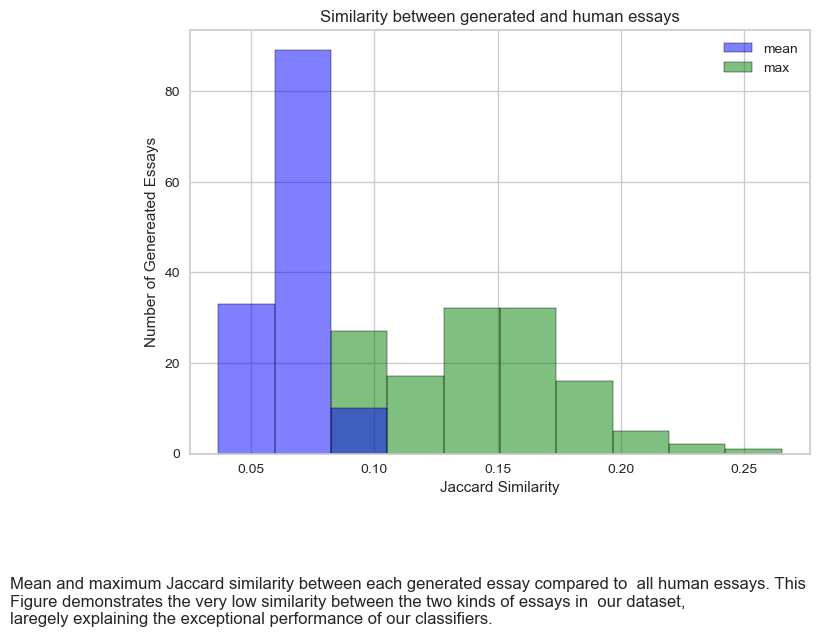 Similarity between generated and human essays
mean
max
Number of Genereated Essays
80
60
40
20
0
0.05 0.10 0.15 0.20 0.25
Jaccard Similarity
Mean and maximum Jaccard similarity between each generated essay compared to  all human essays. This
Figure demonstrates the very low similarity between the two kinds of essays in  our dataset,
laregely explaining the exceptional performance of our classifiers.